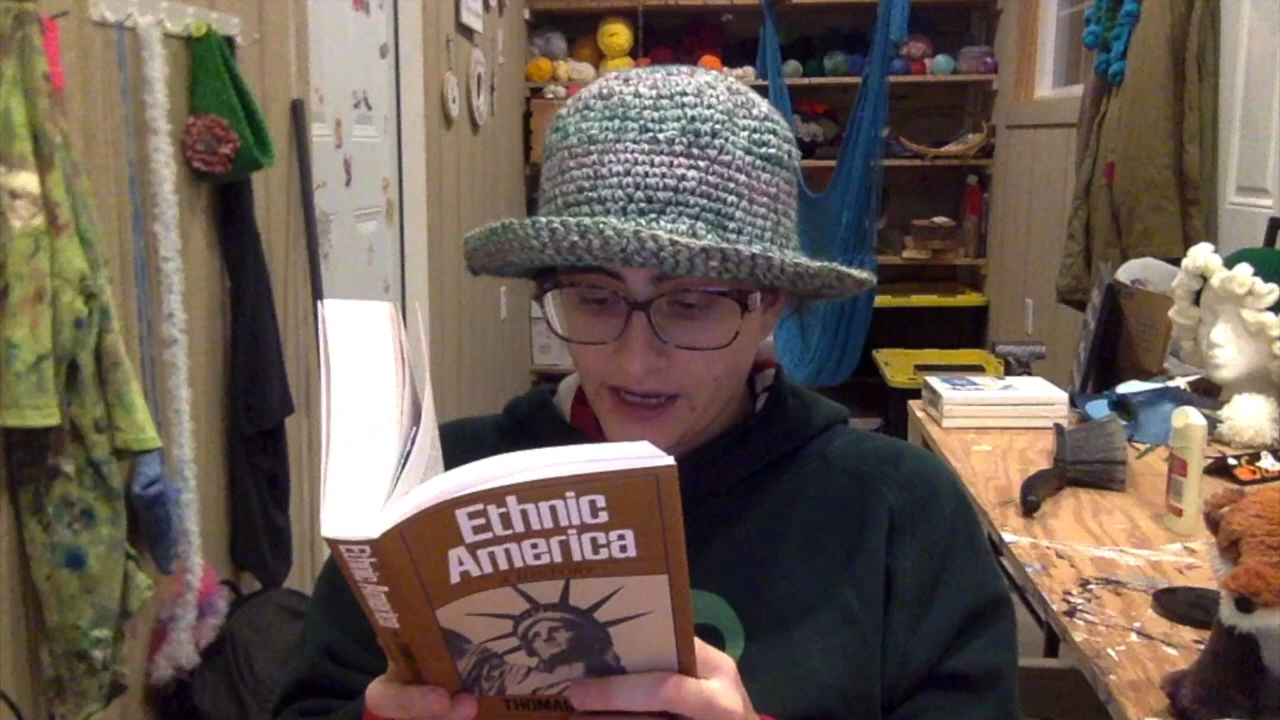 Ethnic
America
A HISTORY
Ethnic America
THOMAS